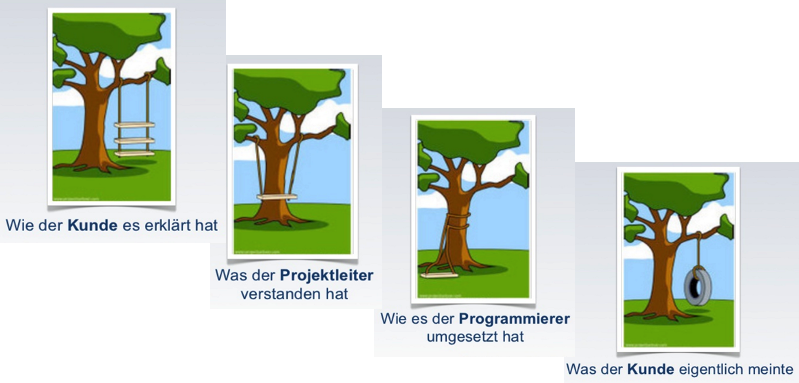 Wie der Kunde es erklärt hat
Was der Projektleiter
verstanden hat
Wie es der Programmierer
umgesetzt hat
Was der Kunde eigentlich meinte